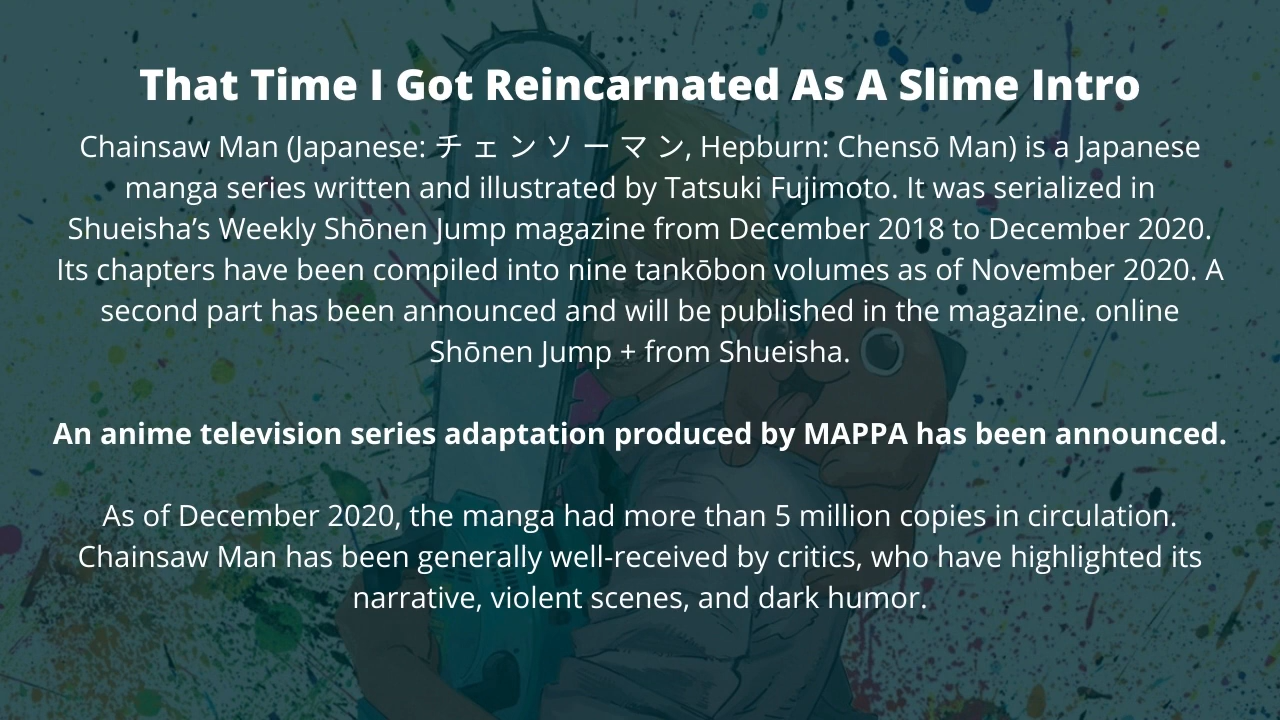 That Time I Got Reincarnated As A Slime Intro
Chainsaw Man (Japanese: チェンソーマン, Hepburn: Chensō Man) is a Japanese
manga series written and illustrated by Tatsuki Fujimoto. It was serialized in
Shueisha’s Weekly Shōnen Jump magazine from December 2018 to December 2020.
Its chapters have been compiled into nine tankōbon volumes as of November 2020. A
second part has been announced and will be published in the magazine. online
Shōnen Jump + from Shueisha.
An anime television series adaptation produced by MAPPA has been announced.
As of December 2020, the manga had more than 5 million copies in circulation.
Chainsaw Man has been generally well-received by critics, who have highlighted its
narrative, violent scenes, and dark humor.